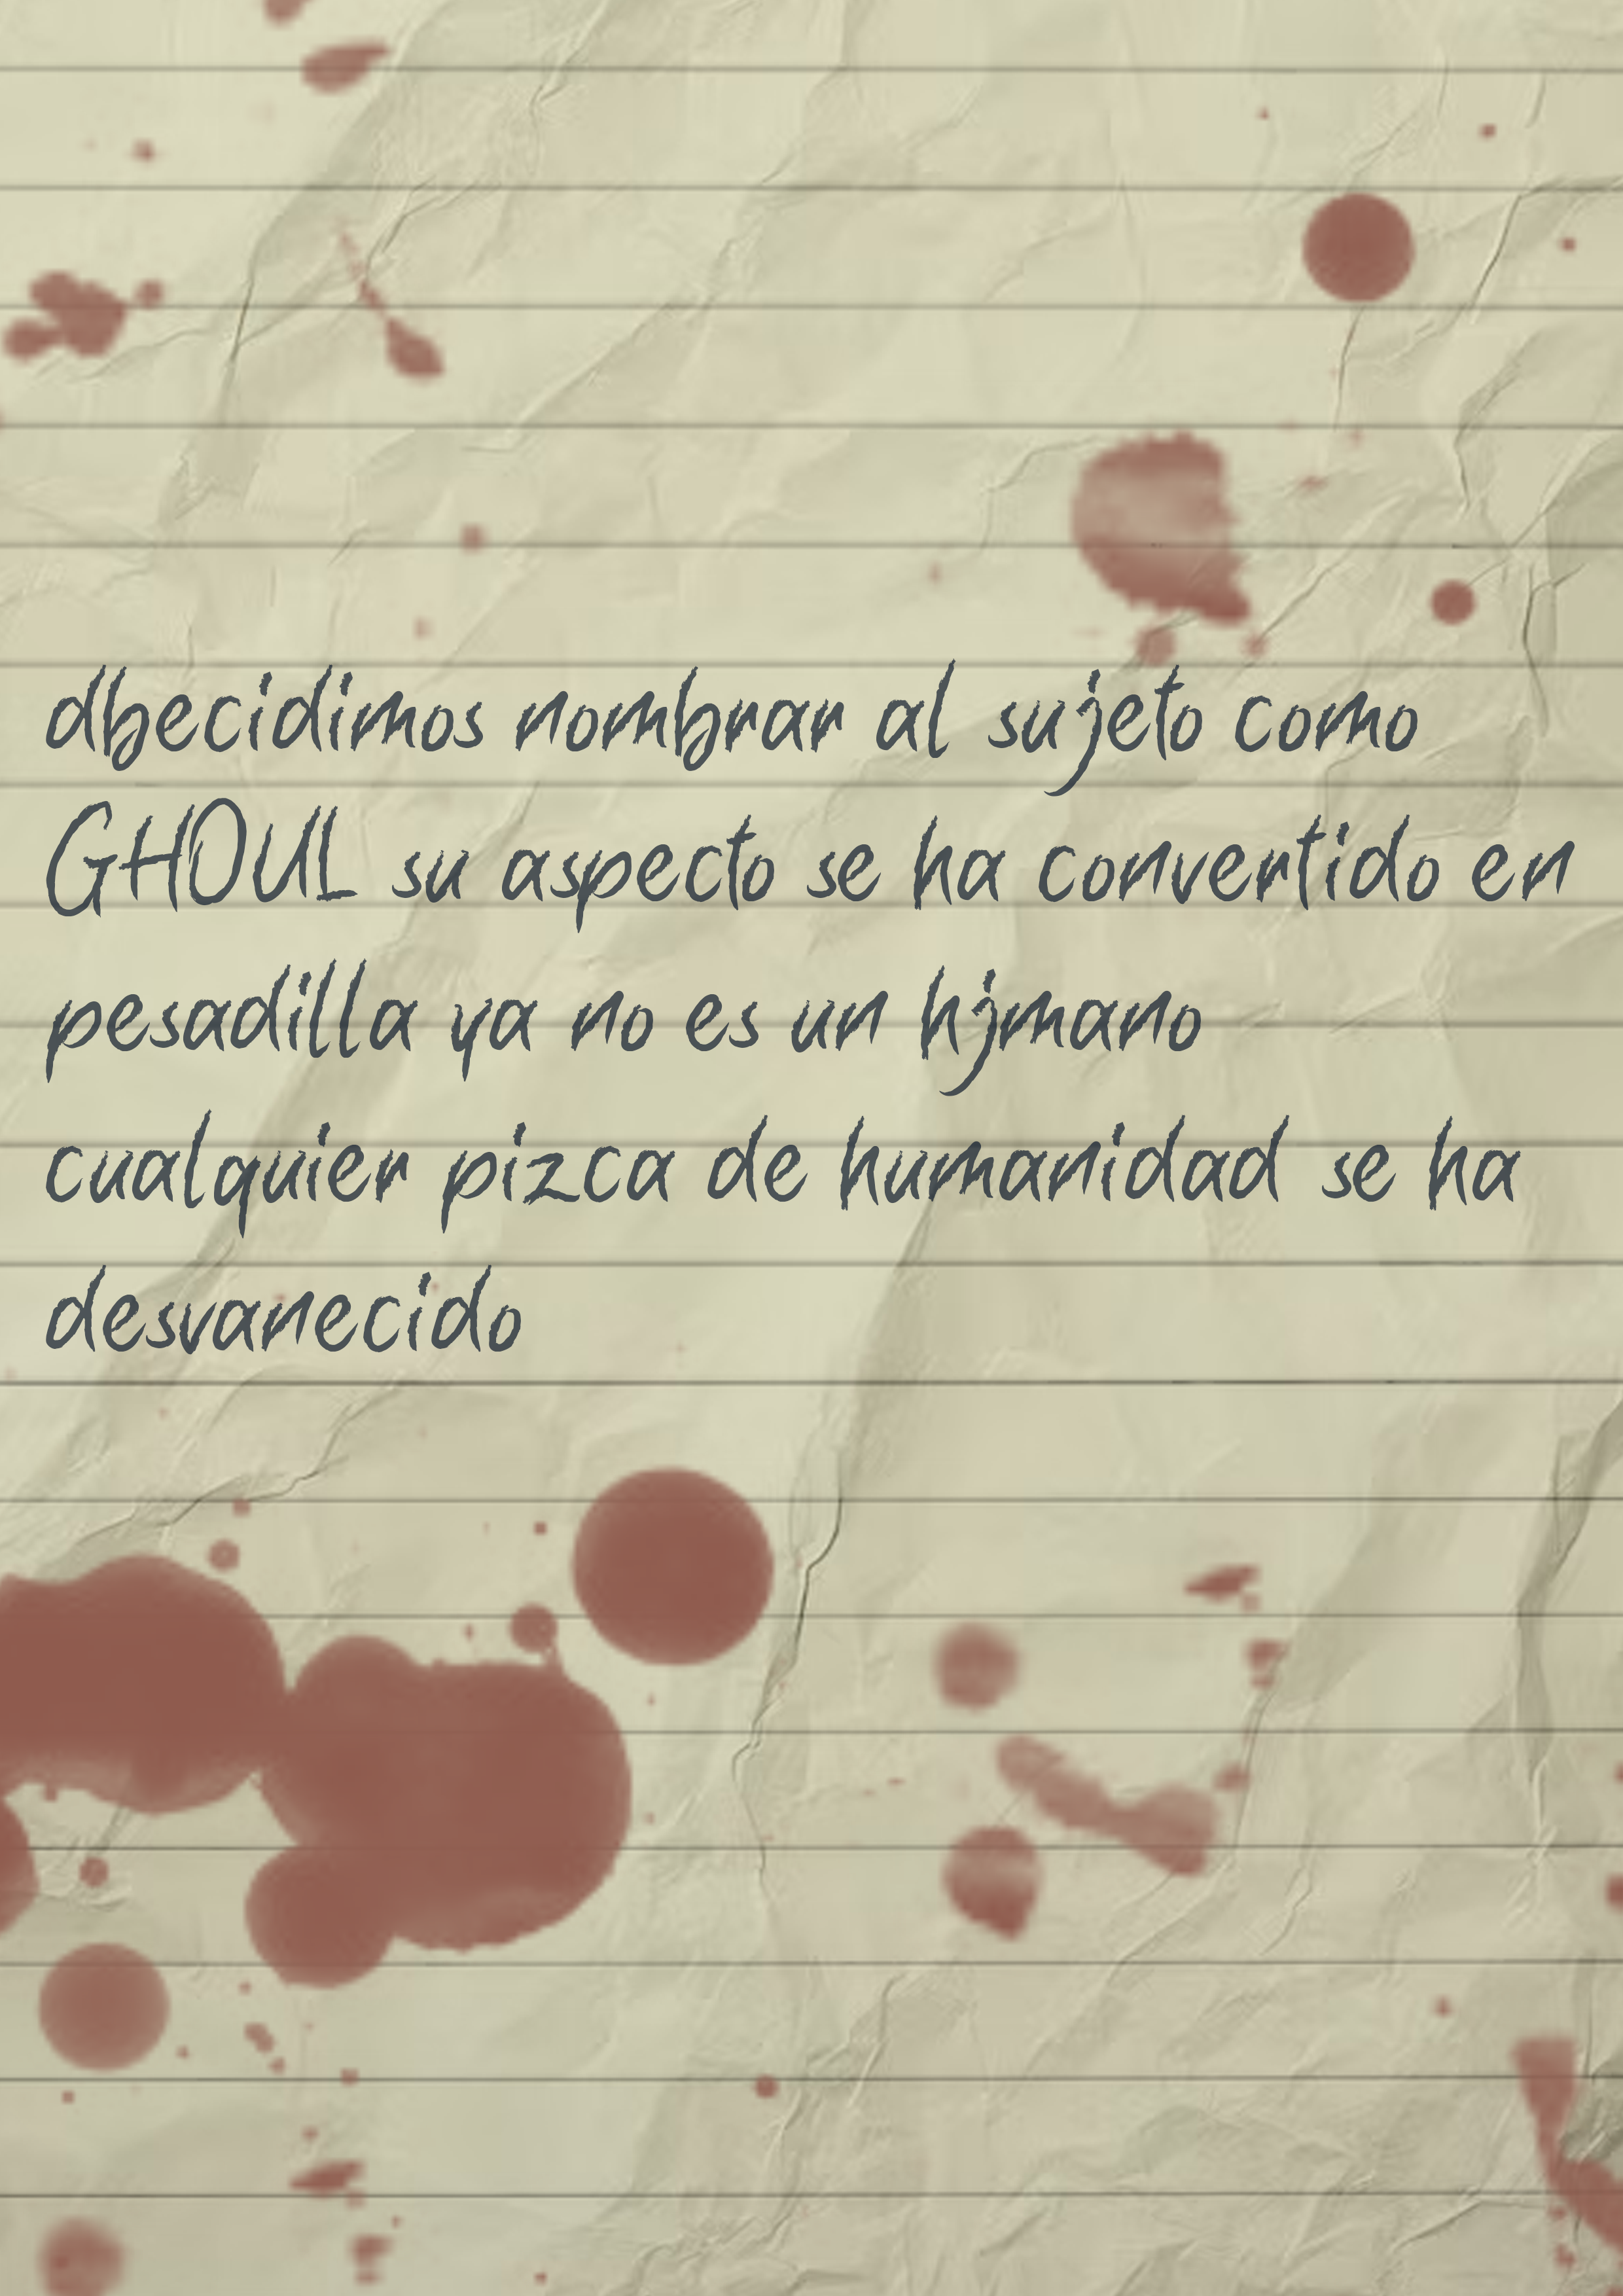 dbecidimos nombrar al sujeto como
GHOUL su aspecto se ha convertido en
pesadilla ya no es un hjmano
cualquier pizca de humanidad se ha
desvanecido